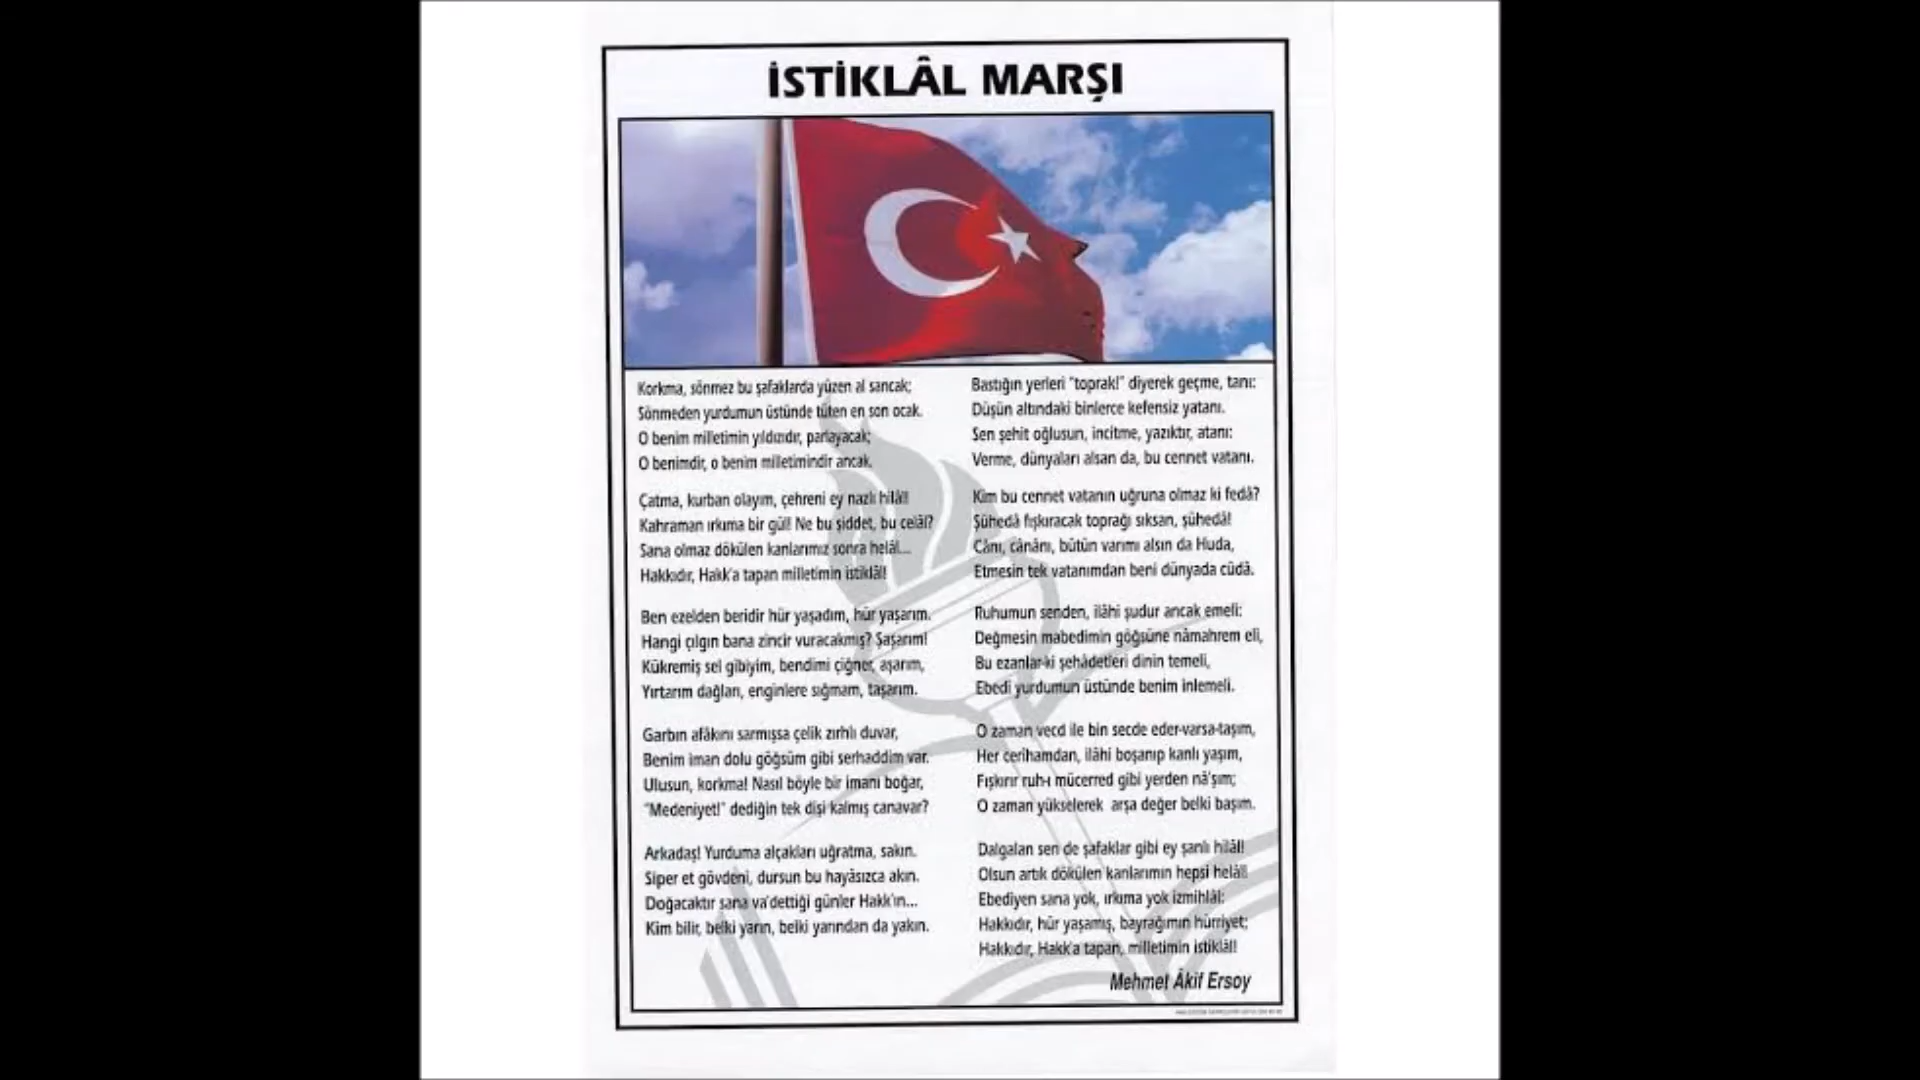 İSTİKLÂL MARŞI
Korkma, sönmez bu şafaklarda yüzen al sancak;
Sönmeden yurdumun üstünde tüten en son ocak.
O benim milletimin yıldızıdır, parlayacak;
O benimdir, o benim milletimindir ancak.
Çatma, kurban olayım, çehreni ey nazlı hilâl!
Kahraman ırkıma bir gül! Ne bu şiddet, bu celâl?
Sana olmaz dökülen kanlarımız sonra helâl...
Hakkıdır, Hakk'a tapan milletimin istiklâl!
Ben ezelden beridir hür yaşadım, hür yaşarım.
Hangi çılgın bana zincir vuracakmış? Şaşarım!
Kükremiş sel gibiyim, bendimi çiğner, aşarım,
Yırtarım dağları, enginlere sığmam, taşarım.
Garbın afâkını sarmışsa çelik zırhlı duvar,
Benim iman dolu göğsüm gibi serhaddim var.
Ulusun, korkma! Nasıl böyle bir imanı boğar,
"Medeniyet!" dediğin tek dişi kalmış canavar?
Arkadaş! Yurduma alçakları uğratma, sakın.
Siper et gövdeni, dursun bu hayâsızca akın.
Doğacaktır sana va'dettiği günler Hakk'ın...
Kim bilir, belki yarın, belki yarından da yakın.
Bastığın yerleri "toprak!" diyerek geçme, tanı:
Düşün altındaki binlerce kefensiz yatanı.
Sen şehit oğlusun, incitme, yazıktır, atanı:
Verme, dünyaları alsan da, bu cennet vatanı.
Kim bu cennet vatanın uğruna olmaz ki fedâ?
Şühedâ fışkıracak toprağı sıksan, şühedâ!
Cânı, cânânı, bütün varımı alsın da Huda,
Etmesin tek vatanımdan beni dünyada cüdâ.
Ruhumun senden, ilâhi şudur ancak emeli:
Değmesin mabedimin göğsüne nâmahrem eli,
Bu ezanlar-ki şehâdetleri dinin temeli,
Ebedi yurdumun üstünde benim inlemeli.
O zaman vecd ile bin secde eder-varsa-taşım,
Her cerihamdan, ilâhi boşanıp kanlı yaşım,
Fışkırır ruh-ı mücerred gibi yerden nâ'şım;
O zaman yükselerek arşa değer belki başım.
Dalgalan sen de şafaklar gibi ey şanlı hilâl!
Olsun artık dökülen kanlarımın hepsi helâl!
Ebediyen sana yok, ırkıma yok izmihlâl:
Hakkıdır, hür yaşamış, bayrağımın hürriyet;
Hakkıdır, Hakk'a tapan, milletimin istiklâl!
Mehmet Âkif Ersoy